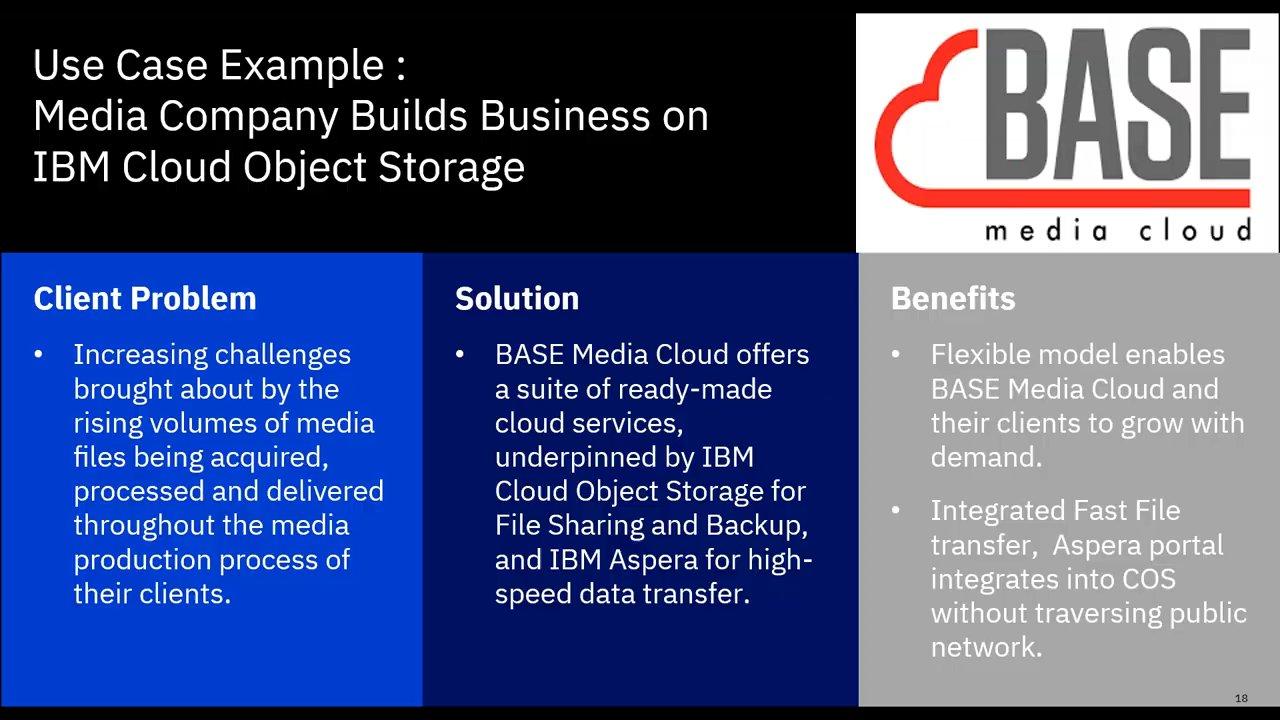 Use Case Example :
Media Company Builds Business on
IBM Cloud Object Storage
BASE
media cloud
Client Problem
• Increasing challenges
brought about by the
rising volumes of media
files being acquired,
processed and delivered
throughout the media
production process of
their clients.
Solution
• BASE Media Cloud offers
a suite of ready-made
cloud services,
underpinned by IBM
Cloud Object Storage for
File Sharing and Backup,
and IBM Aspera for high-
speed data transfer.
Benefits
• Flexible model enables
BASE Media Cloud and
their clients to grow with
demand.
• Integrated Fast File
transfer,  Aspera portal
integrates into COS
without traversing public
network.
18